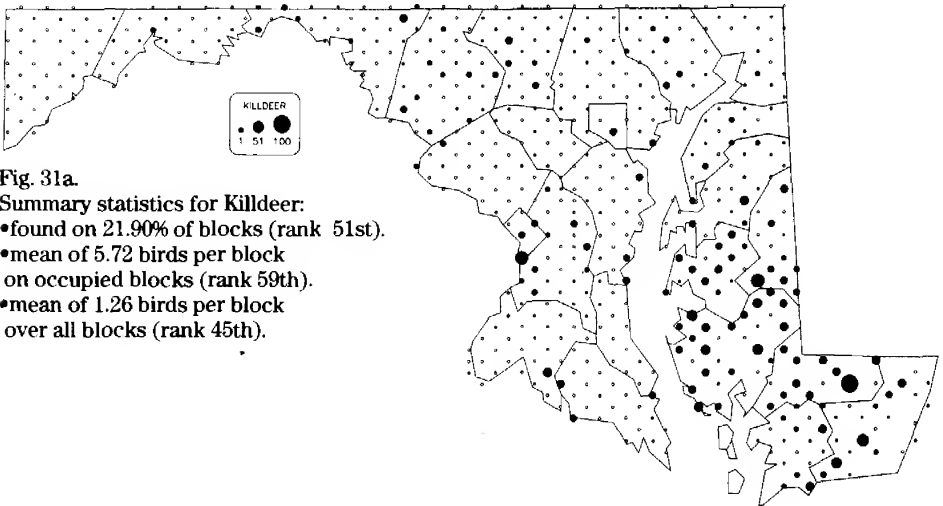 KILLDEER
1 51 100
Fig. 31a.
Summary statistics for Killdeer:
•found on 21.90% of blocks (rank 51st).
•mean of 5.72 birds per block
on occupied blocks (rank 59th).
•mean of 1.26 birds per block
over all blocks (rank 45th).